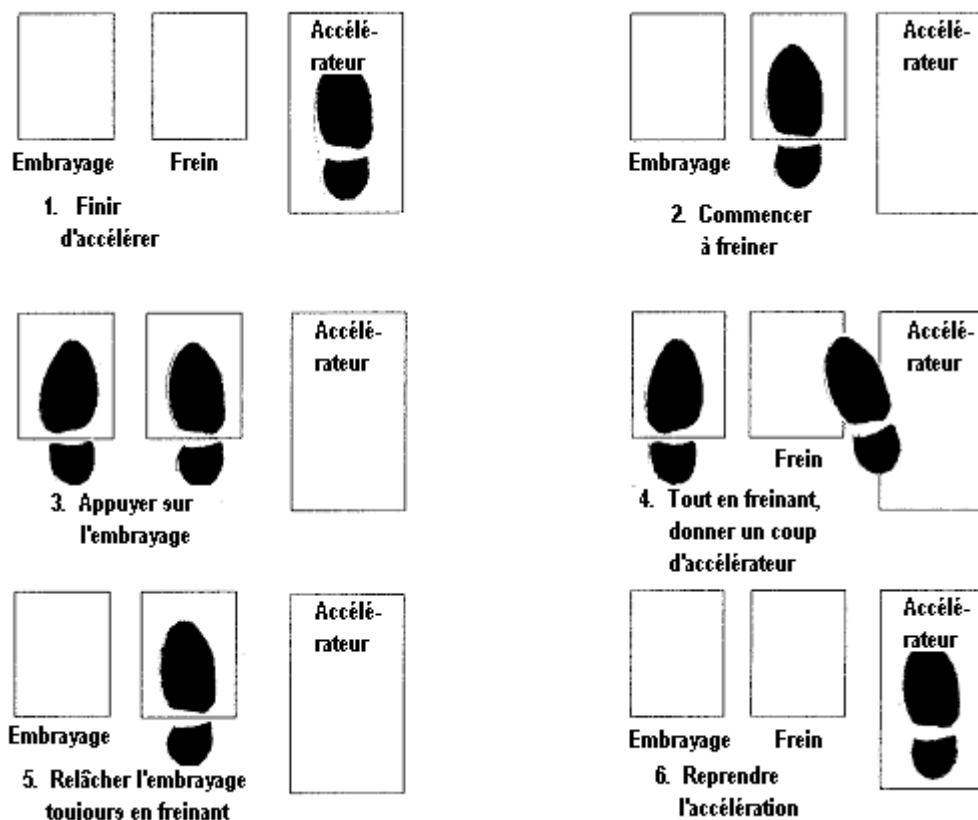 Accélé-
rateur
Embrayage
Frein
1. Finir
d'accélérer
Accélé-
rateur
Embrayage
2. Commencer
à freiner
Accélé-
rateur
3. Appuyer sur
l'embrayage
Accélé-
rateur
Frein
4. Tout en freinant,
donner un coup
d'accélérateur
Accélé-
rateur
Embrayage
5. Relâcher l'embrayage
toujours en freinant
Accélé-
rateur
Embrayage
Frein
6. Reprendre
l'accélération